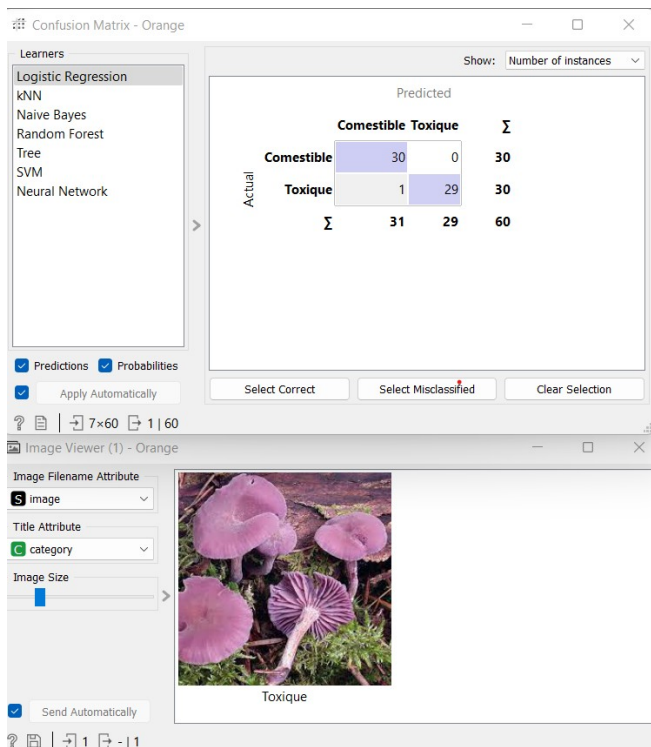 Confusion Matrix - Orange
Learners
Logistic Regression
kNN
Naive Bayes
Random Forest
Tree
SVM
Neural Network
Predictions
Probabilities
Apply Automatically
Show: Number of instances
Predicted
Comestible Toxique ∑
Actual
Comestible 30 0 30
Toxique 1 29 30
∑ 31 29 60
Select Correct
Select Misclassified
Clear Selection
? 7×60 1 | 60
Image Viewer (1) - Orange
Image Filename Attribute
S image
Title Attribute
C category
Image Size
Send Automatically
Toxique
? 1 - | 1